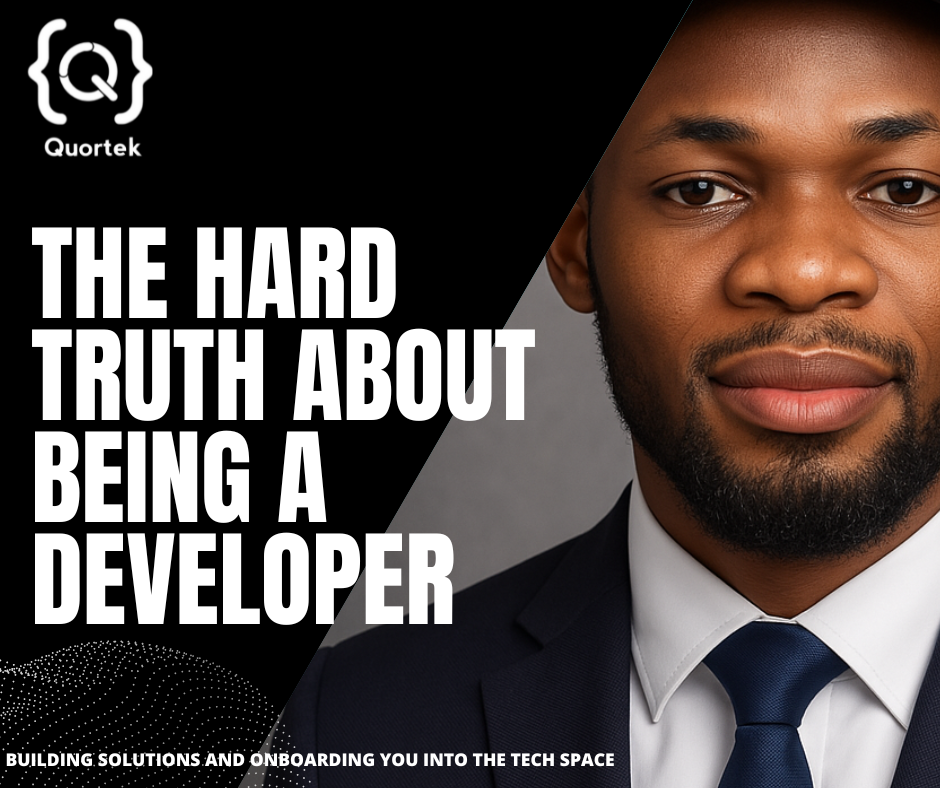 Q
Quortek
THE HARD
TRUTH ABOUT
BEING A
DEVELOPER
BUILDING SOLUTIONS AND ONBOARDING YOU INTO THE TECH SPACE